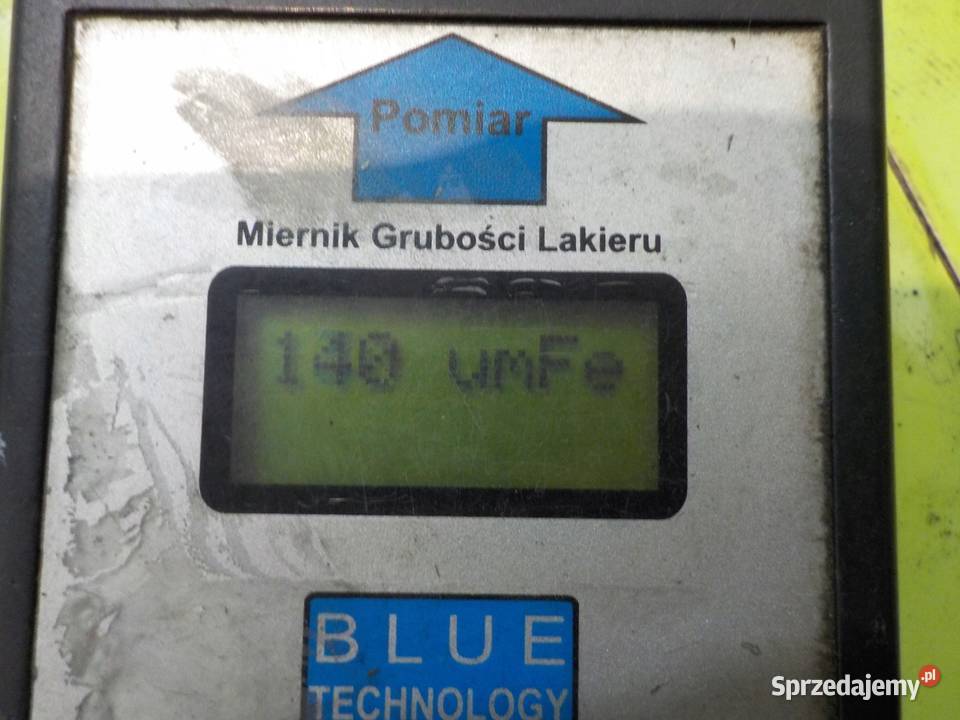 Pomiar
Miernik Grubości Lakieru
140 umFe
BLUE
TECHNOLOGY
Sprzedajemy.pl